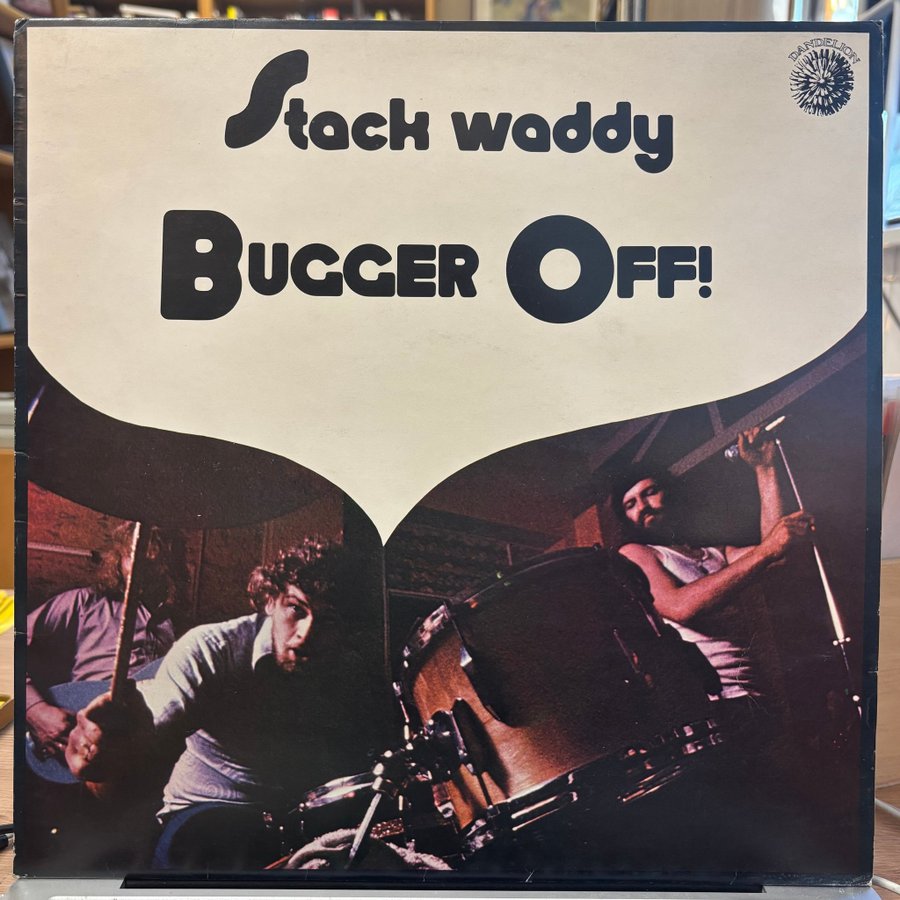 DANDELION
Stack waddy
BUGGER OFF!